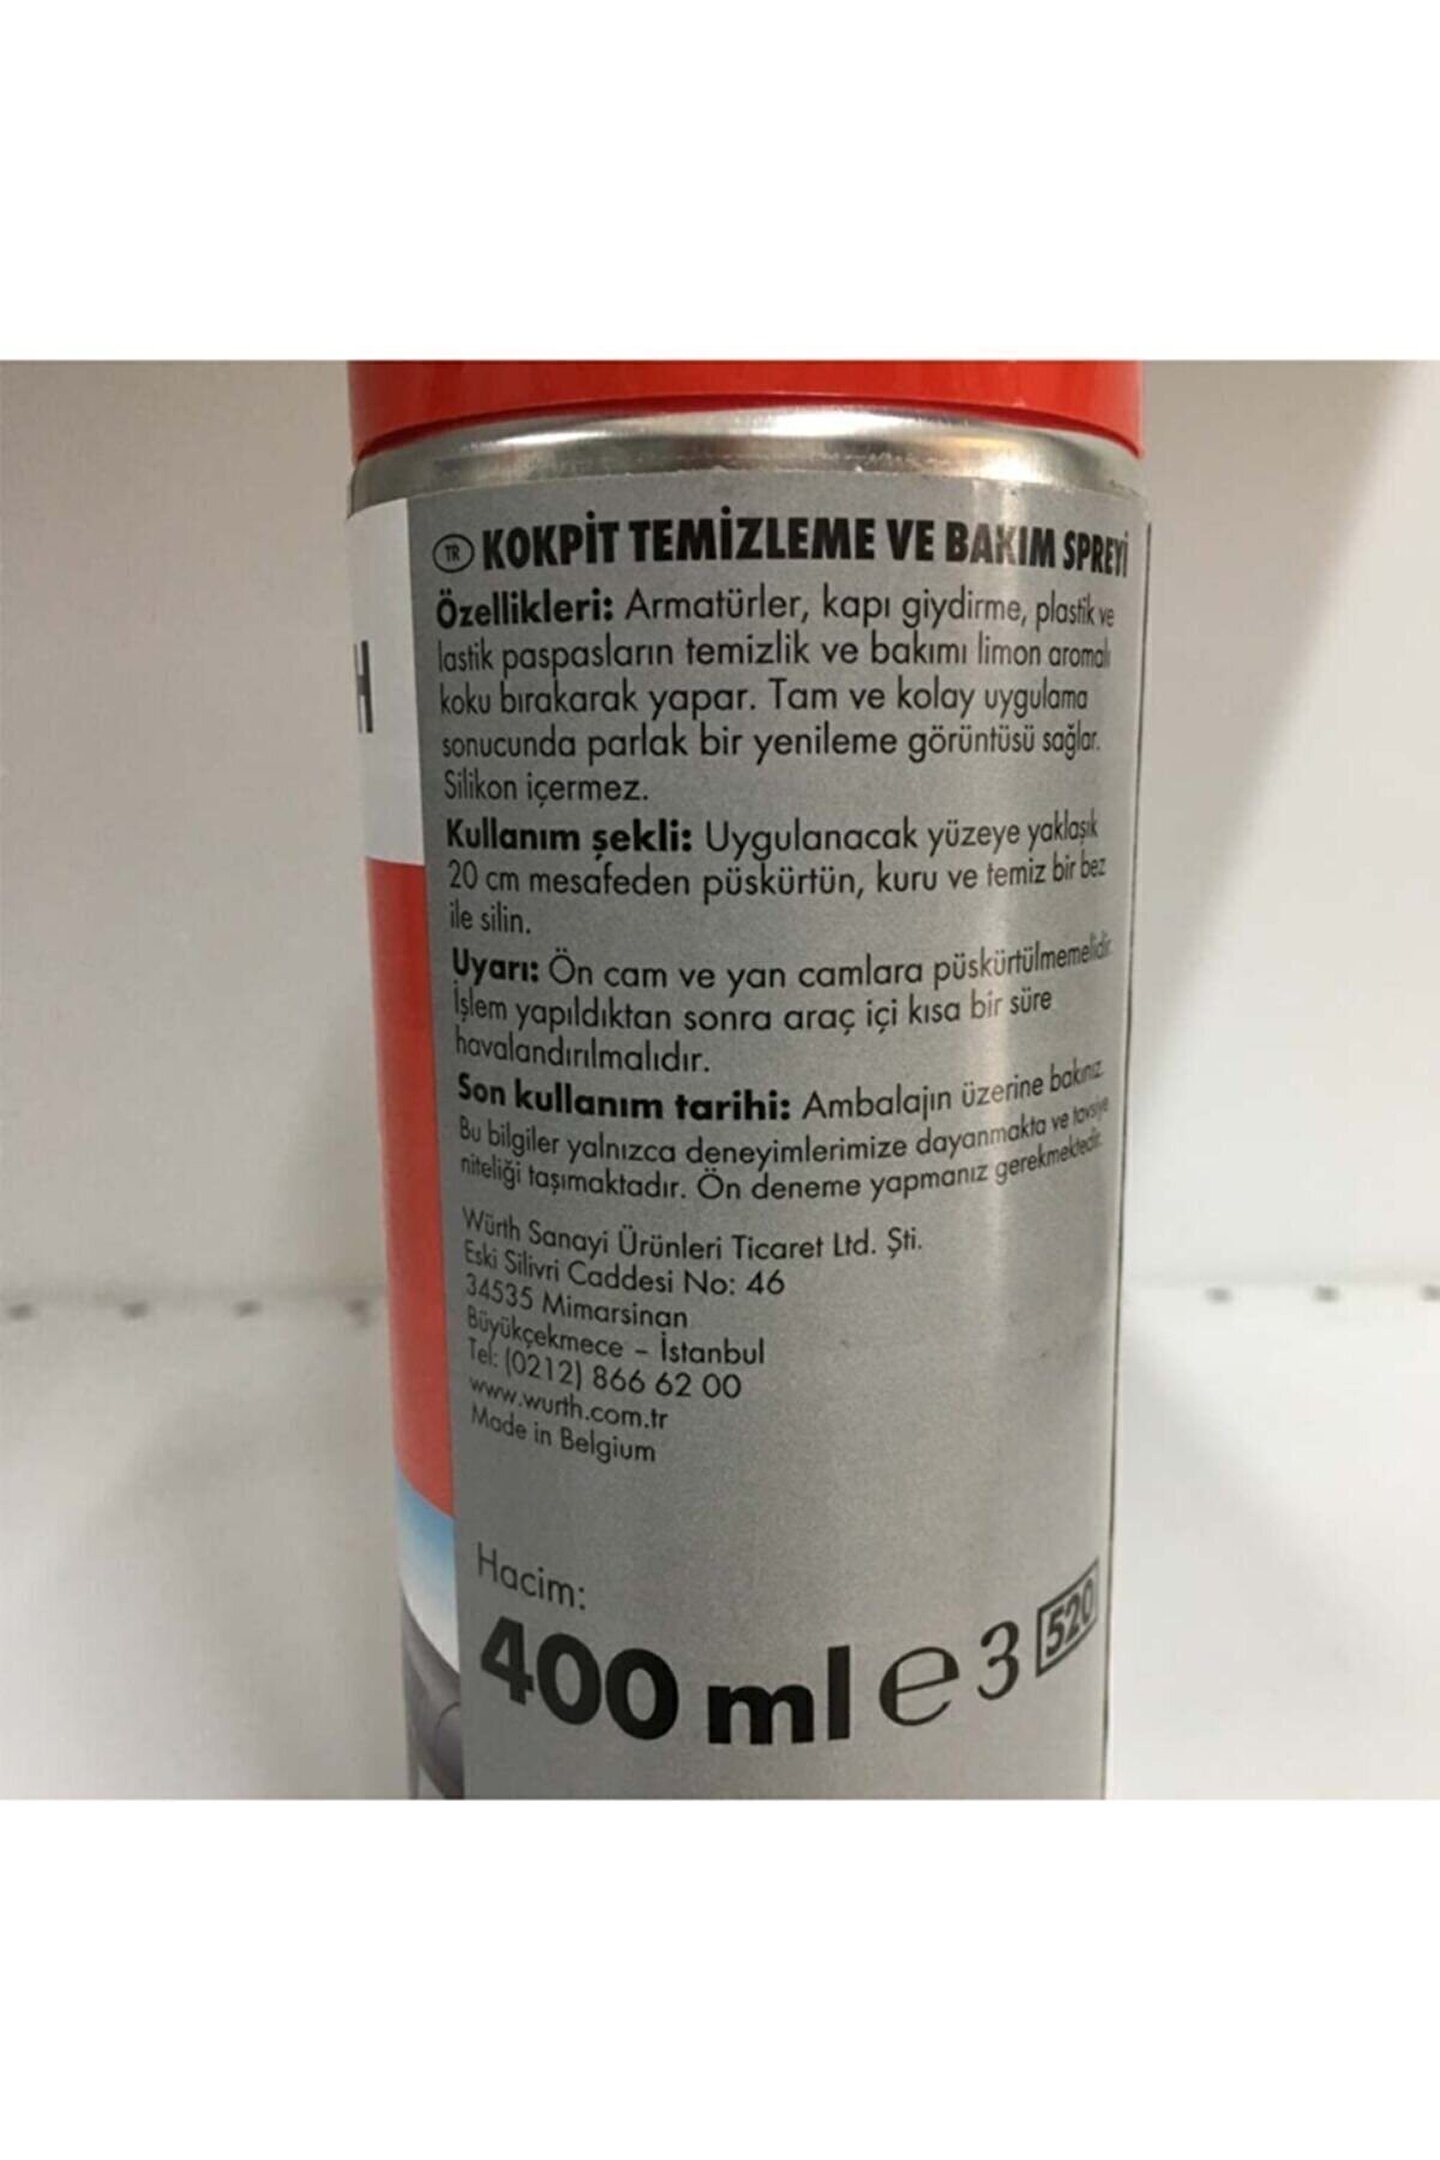 H
TR KOKPİT TEMİZLEME VE BAKIM SPREYİ
Özellikleri: Armatürler, kapı giydirme, plastik ve
lastik paspasların temizlik ve bakımı limon aromalı
koku bırakarak yapar. Tam ve kolay uygulama
sonucunda parlak bir yenileme görüntüsü sağlar.
Silikon içermez.
Kullanım şekli: Uygulanacak yüzeye yaklaşık
20 cm mesafeden püskürtün, kuru ve temiz bir bez
ile silin.
Uyarı: Ön cam ve yan camlara püskürtülmemelidir.
İşlem yapıldıktan sonra araç içi kısa bir süre
havalandırılmalıdır.
Son kullanım tarihi: Ambalajın üzerine bakınız.
Bu bilgiler yalnızca deneyimlerimize dayanmakta ve tavsiye
niteliği taşımaktadır. Ön deneme yapmanız gerekmektedir.
Würth Sanayi Ürünleri Ticaret Ltd. Şti.
Eski Silivri Caddesi No: 46
34535 Mimarsinan
Büyükçekmece – İstanbul
Tel: (0212) 866 62 00
www.wurth.com.tr
Made in Belgium
Hacim:
400 ml e 3 520